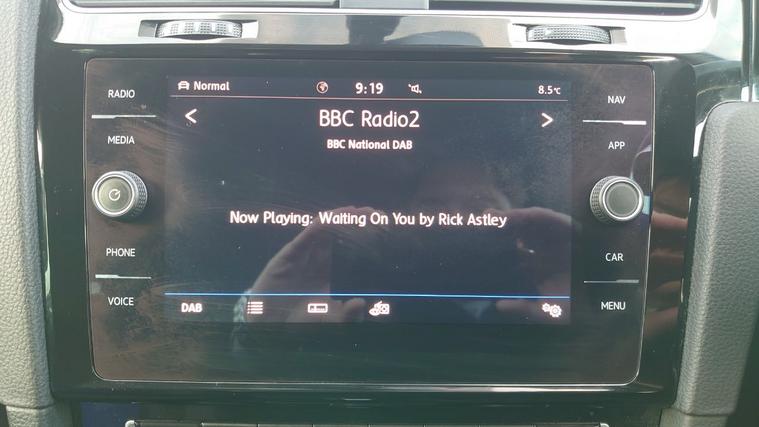 RADIO
MEDIA
PHONE
VOICE
Normal
9:19
8.5°C
< BBC Radio2 >
BBC National DAB
Now Playing: Waiting On You by Rick Astley
DAB
NAV
APP
CAR
MENU